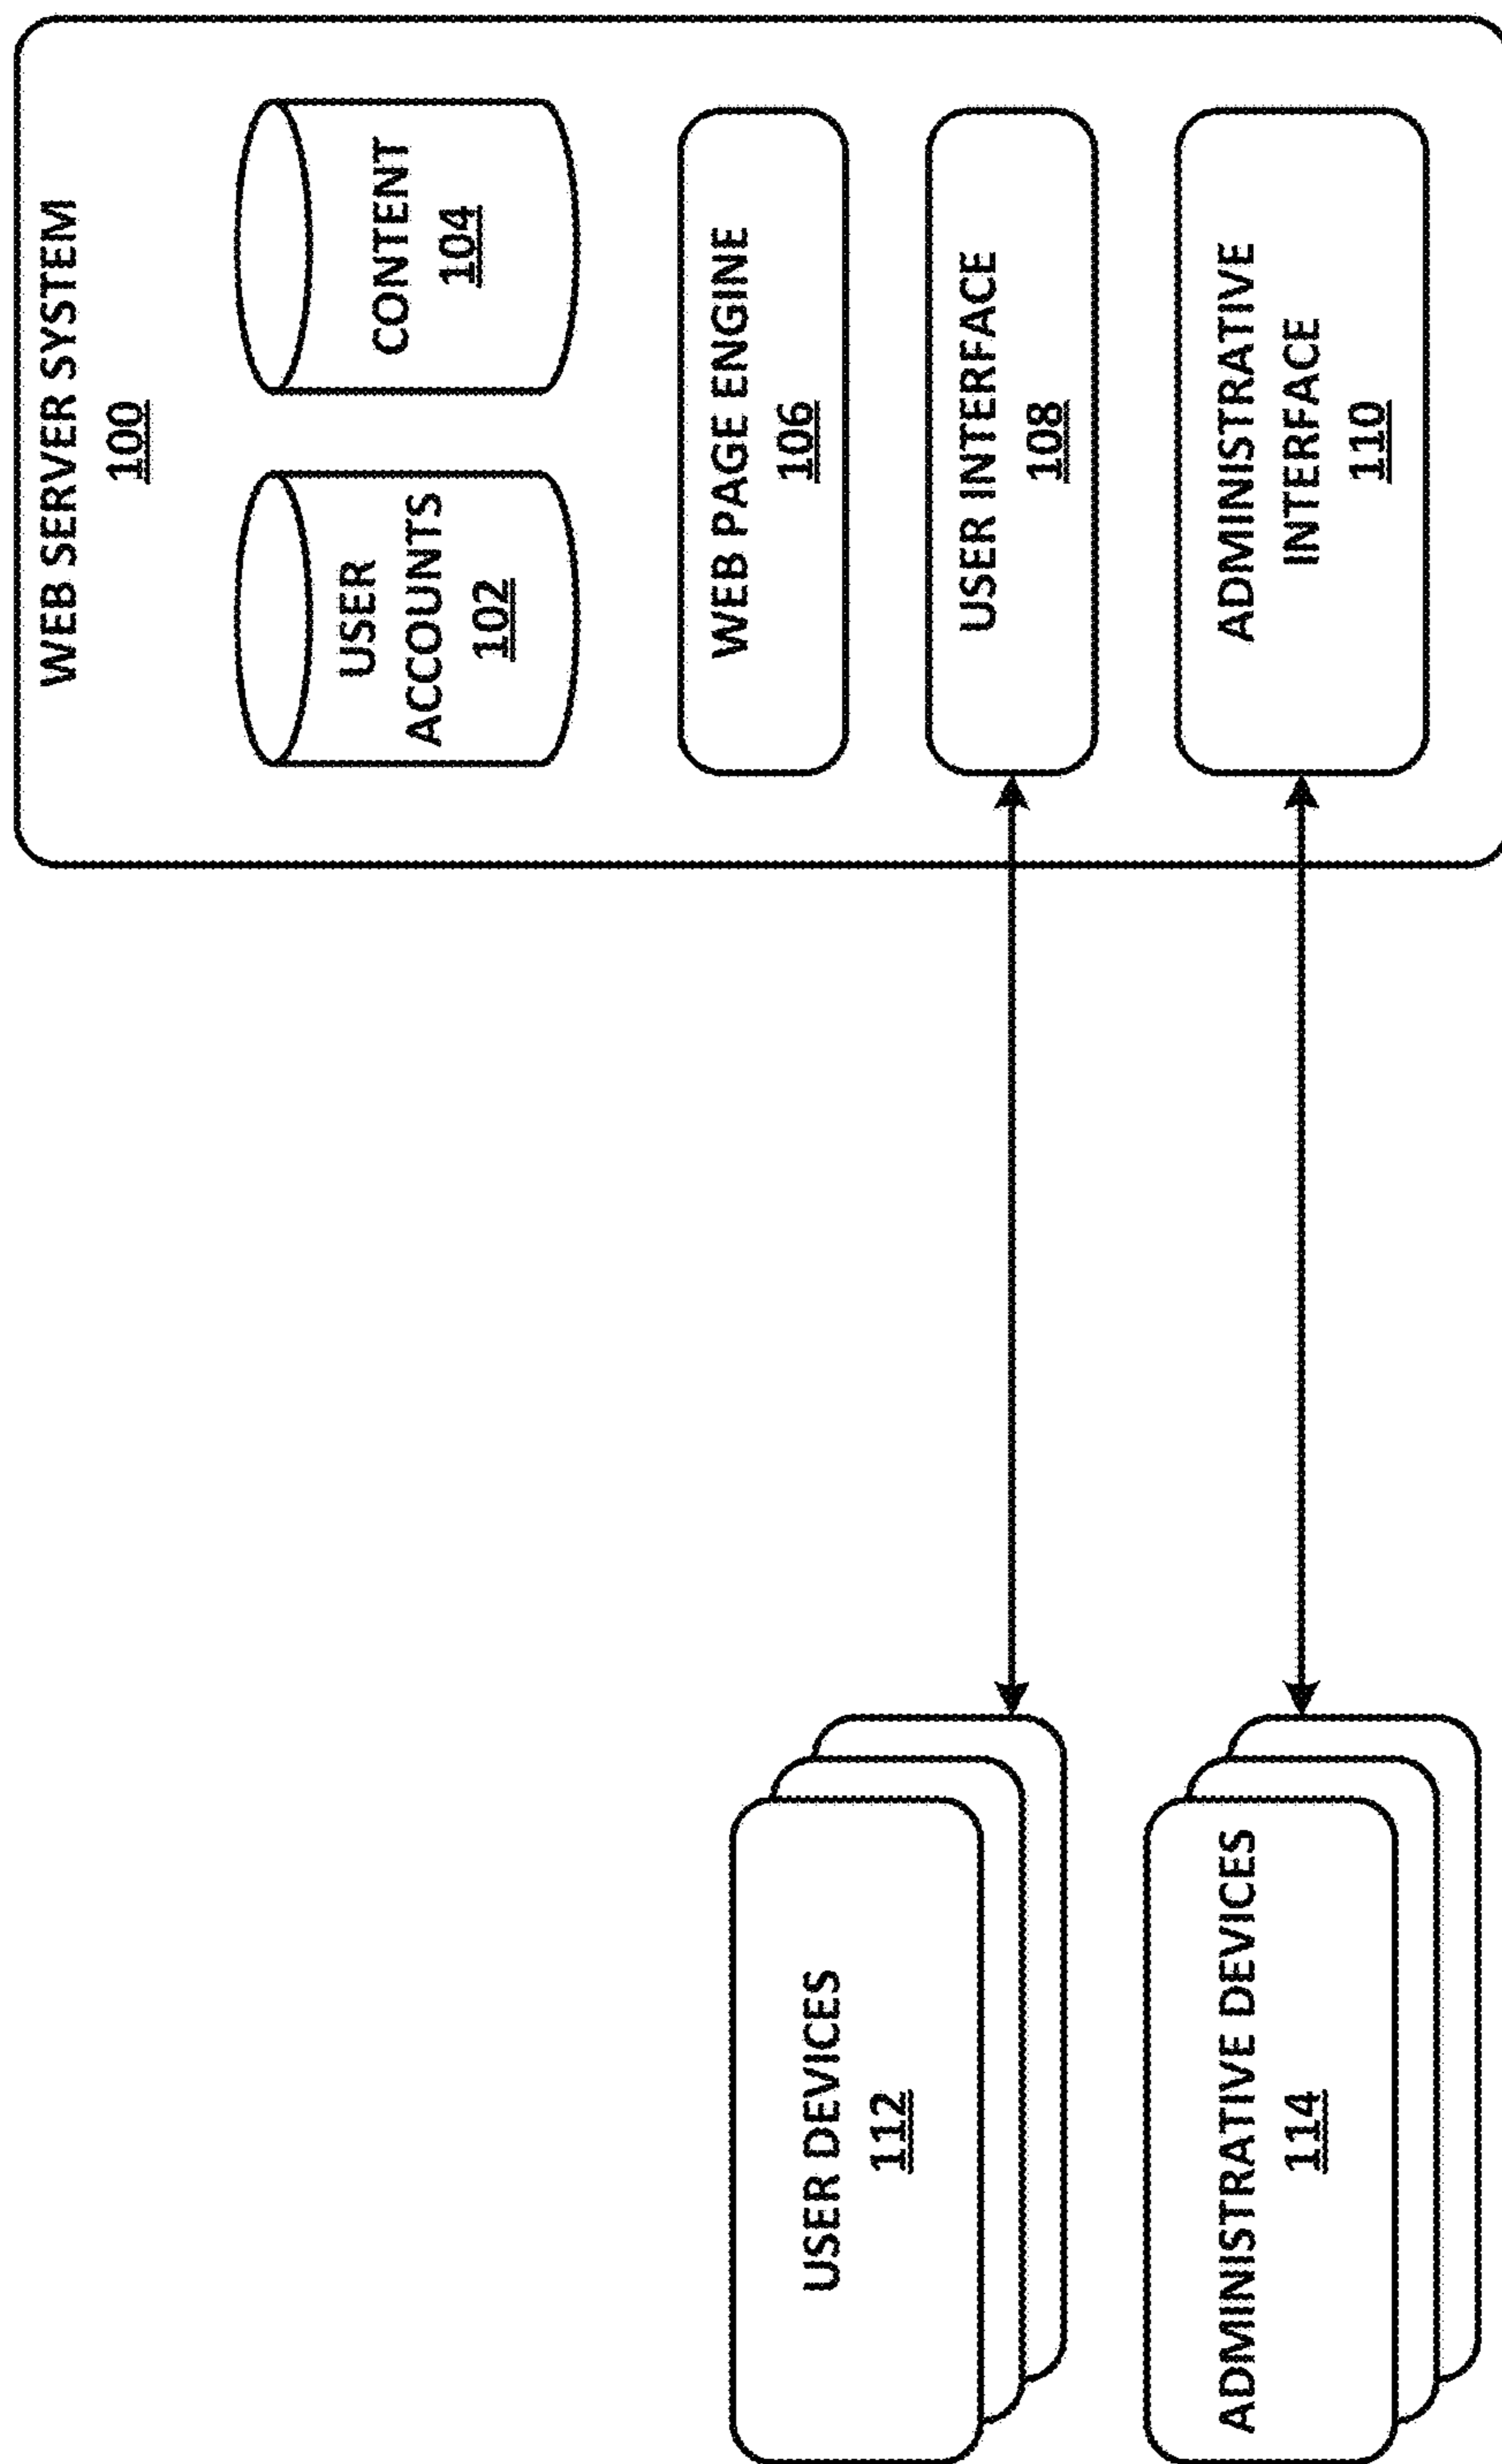 WEB SERVER SYSTEM
100
USER
ACCOUNTS
102
CONTENT
104
WEB PAGE ENGINE
106
USER INTERFACE
108
ADMINISTRATIVE
INTERFACE
110
USER DEVICES
112
ADMINISTRATIVE DEVICES
114